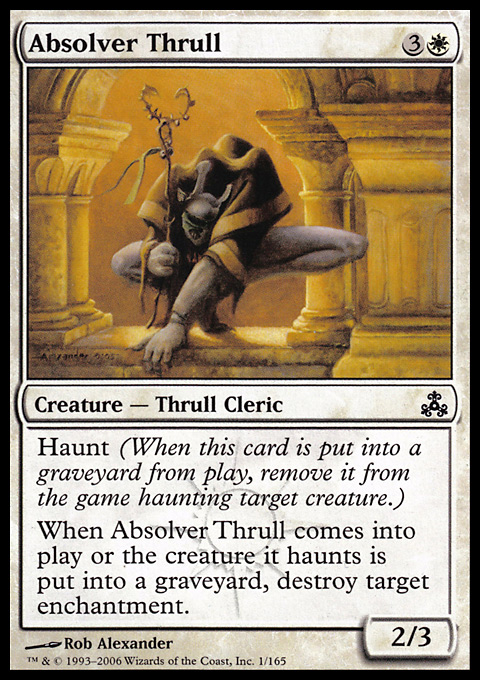 Absolver Thrull 3
Creature — Thrull Cleric
Haunt (When this card is put into a
graveyard from play, remove it from
the game haunting target creature.)
When Absolver Thrull comes into
play or the creature it haunts is
put into a graveyard, destroy target
enchantment.
2/3
Rob Alexander
™ & © 1993–2006 Wizards of the Coast, Inc. 1/165